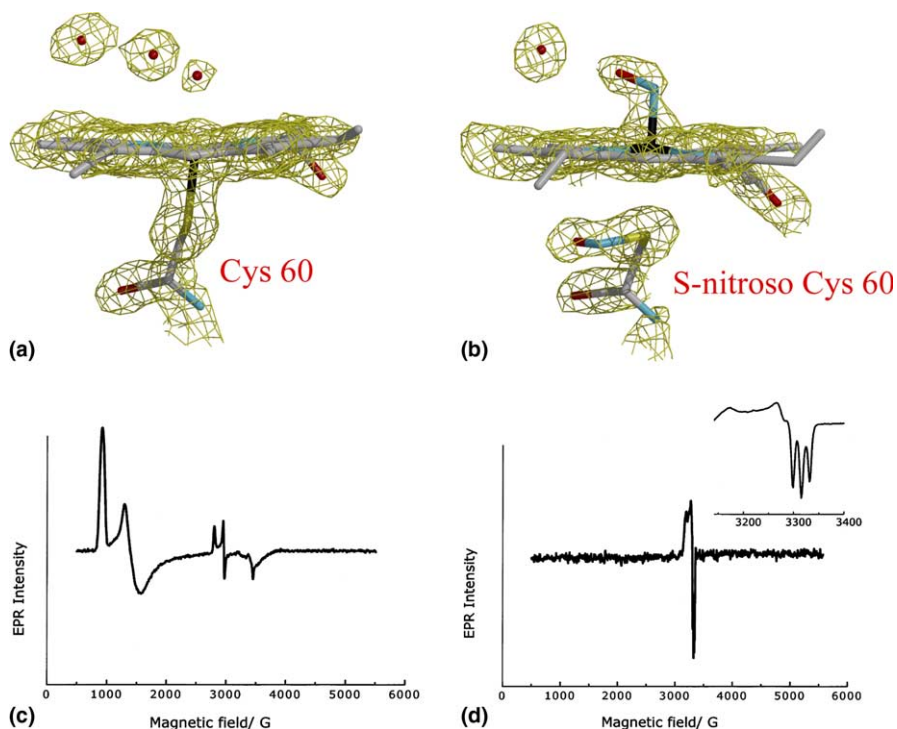 Cys 60
(a)
S-nitroso Cys 60
(b)
EPR Intensity
0 1000 2000 3000 4000 5000 6000
Magnetic field/ G
(c)
3200 3300 3400
EPR Intensity
0 1000 2000 3000 4000 5000 6000
Magnetic field/ G
(d)